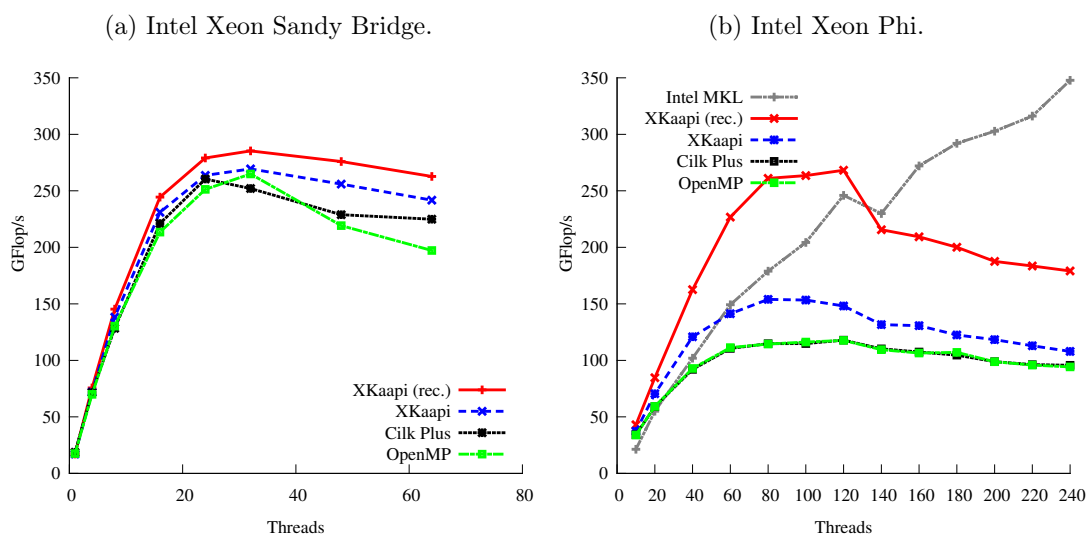 (a) Intel Xeon Sandy Bridge.
350
300
250
200
150
100
50
0
GFlop/s
0 20 40 60 80
Threads
XKaapi (rec.)
XKaapi
Cilk Plus
OpenMP
(b) Intel Xeon Phi.
350
300
250
200
150
100
50
0
GFlop/s
0 20 40 60 80 100 120 140 160 180 200 220 240
Threads
Intel MKL
XKaapi (rec.)
XKaapi
Cilk Plus
OpenMP